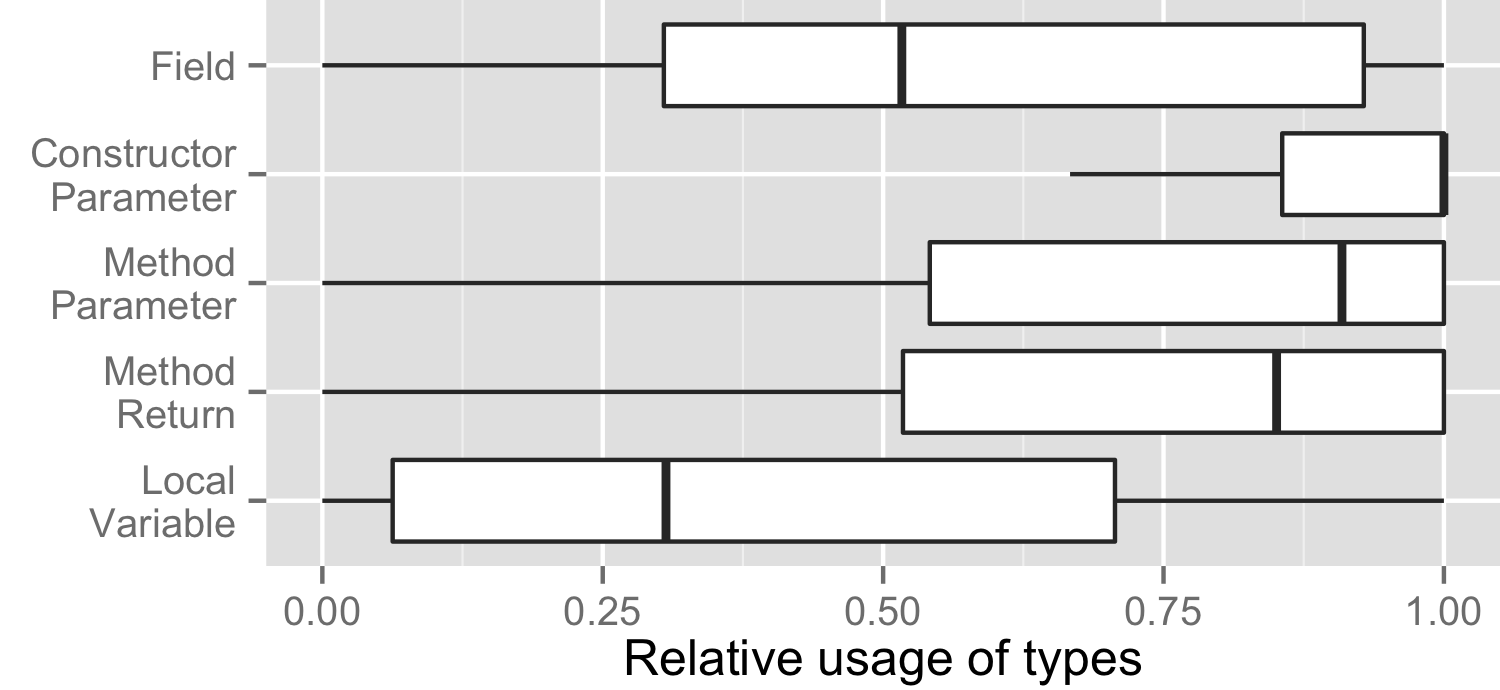 Field
Constructor
Parameter
Method
Parameter
Method
Return
Local
Variable
0.00 0.25 0.50 0.75 1.00
Relative usage of types